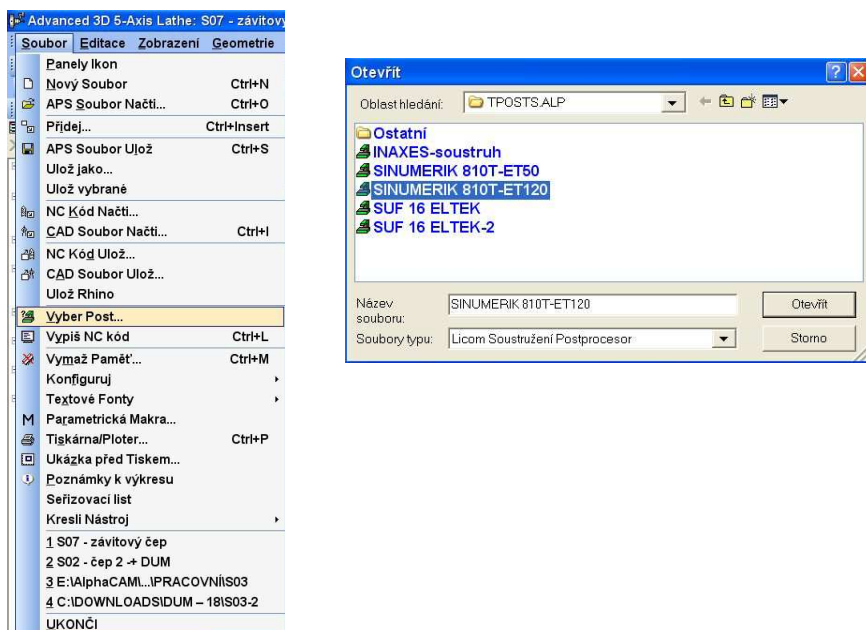 Advanced 3D 5-Axis Lathe: S07 - závitový
Soubor Editace Zobrazení Geometrie
Panely Ikon
Nový Soubor Ctrl+N
APS Soubor Načti... Ctrl+O
Přidej... Ctrl+Insert
APS Soubor Ulož Ctrl+S
Ulož jako...
Ulož vybrané
NC Kód Načti...
CAD Soubor Načti... Ctrl+I
NC Kód Ulož...
CAD Soubor Ulož...
Ulož Rhino
Vyber Post...
Vypiš NC kód Ctrl+L
Vymaž Paměť... Ctrl+M
Konfiguruj
Textové Fonty
M Parametrická Makra...
Tiskárna/Ploter... Ctrl+P
Ukázka před Tiskem...
Poznámky k výkresu
Seřizovací list
Kresli Nástroj
1 S07 - závitový čep
2 S02 - čep 2 -+ DUM
3 E:\AlphaCAM\...\PRACOVNÍ\S03
4 C:\DOWNLOADS\DUM – 18\S03-2
UKONČI
Otevřít
Oblast hledání: TPOSTS.ALP
Ostatní
INAXES-soustruh
SINUMERIK 810T-ET50
SINUMERIK 810T-ET120
SUF 16 ELTEK
SUF 16 ELTEK-2
Název souboru: SINUMERIK 810T-ET120 Otevřít
Soubory typu: Licom Soustružení Postprocesor Storno